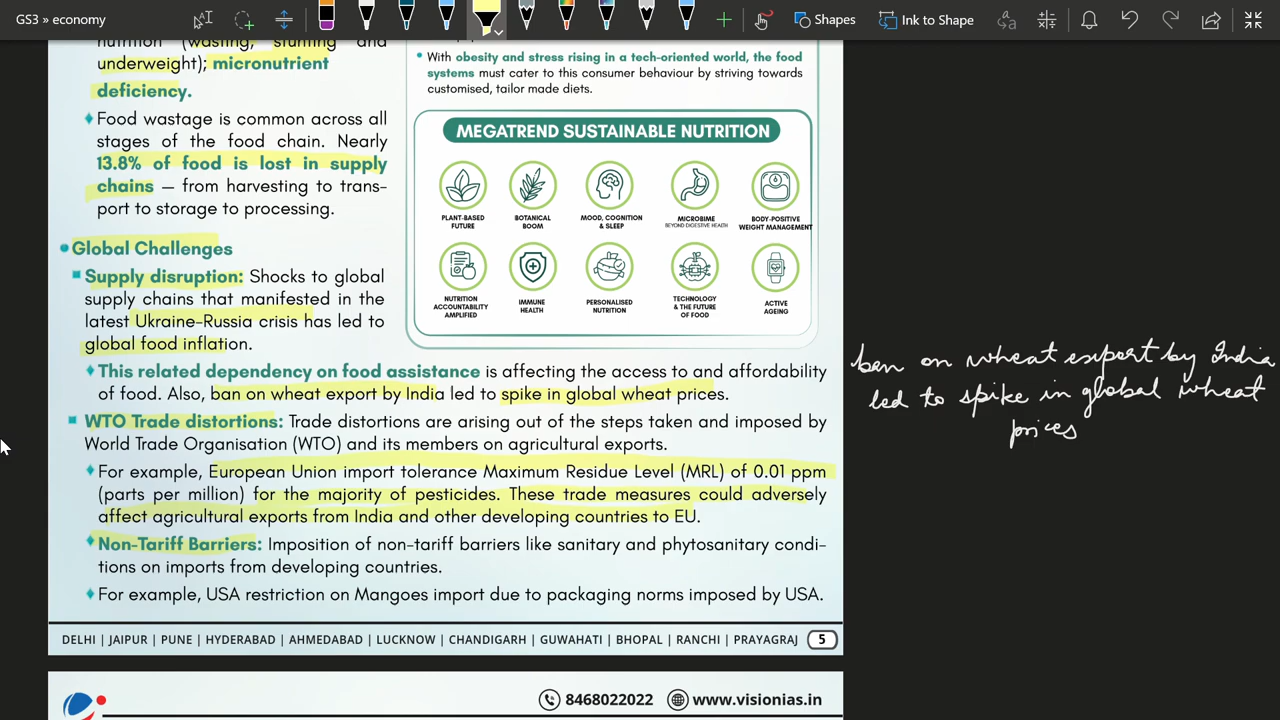 GS3 » economy
Shapes
Ink to Shape
nutrition (wasting, stunting and
underweight); micronutrient
deficiency.
Food wastage is common across all
stages of the food chain. Nearly
13.8% of food is lost in supply
chains — from harvesting to trans-
port to storage to processing.
With obesity and stress rising in a tech-oriented world, the food
systems must cater to this consumer behaviour by striving towards
customised, tailor made diets.
MEGATREND SUSTAINABLE NUTRITION
PLANT-BASED
FUTURE
BOTANICAL
BOOM
MOOD, COGNITION
& SLEEP
MICROBIME
BEYOND DIGESTIVE HEALTH
BODY-POSITIVE
WEIGHT MANAGEMENT
NUTRITION
ACCOUNTABILITY
AMPLIFIED
IMMUNE
HEALTH
PERSONALISED
NUTRITION
TECHNOLOGY
& THE FUTURE
OF FOOD
ACTIVE
AGEING
Global Challenges
Supply disruption: Shocks to global
supply chains that manifested in the
latest Ukraine-Russia crisis has led to
global food inflation.
This related dependency on food assistance is affecting the access to and affordability
of food. Also, ban on wheat export by India led to spike in global wheat prices.
WTO Trade distortions: Trade distortions are arising out of the steps taken and imposed by
World Trade Organisation (WTO) and its members on agricultural exports.
For example, European Union import tolerance Maximum Residue Level (MRL) of 0.01 ppm
(parts per million) for the majority of pesticides. These trade measures could adversely
affect agricultural exports from India and other developing countries to EU.
Non-Tariff Barriers: Imposition of non-tariff barriers like sanitary and phytosanitary condi-
tions on imports from developing countries.
For example, USA restriction on Mangoes import due to packaging norms imposed by USA.
ban on wheat export by India
led to spike in global wheat
prices
DELHI | JAIPUR | PUNE | HYDERABAD | AHMEDABAD | LUCKNOW | CHANDIGARH | GUWAHATI | BHOPAL | RANCHI | PRAYAGRAJ 5
8468022022 www.visionias.in